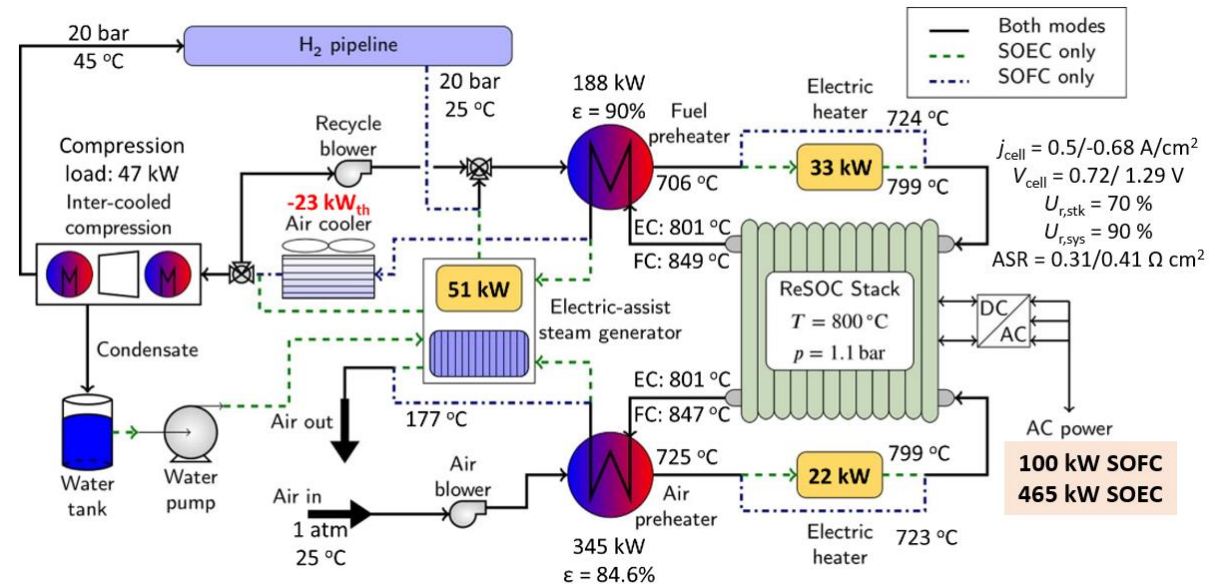 20 bar
45 °C
H₂ pipeline
20 bar
25 °C
Both modes
SOEC only
SOFC only
188 kW
ε = 90%
Fuel
preheater
Electric
heater
724 °C
33 kW
706 °C
799 °C
j_cell = 0.5/-0.68 A/cm²
V_cell = 0.72/ 1.29 V
U_r,stk = 70 %
U_r,sys = 90 %
ASR = 0.31/0.41 Ω cm²
Compression
load: 47 kW
Inter-cooled
compression
Recycle
blower
-23 kW_th
Air cooler
EC: 801 °C
FC: 849 °C
51 kW
Electric-assist
steam generator
ReSOC Stack
T = 800 °C
p = 1.1 bar
DC
AC
Condensate
EC: 801 °C
FC: 847 °C
Air out
177 °C
AC power
100 kW SOFC
465 kW SOEC
Water
tank
Water
pump
Air in
1 atm
25 °C
Air
blower
725 °C
Air
preheater
22 kW
799 °C
Electric
heater
723 °C
345 kW
ε = 84.6%